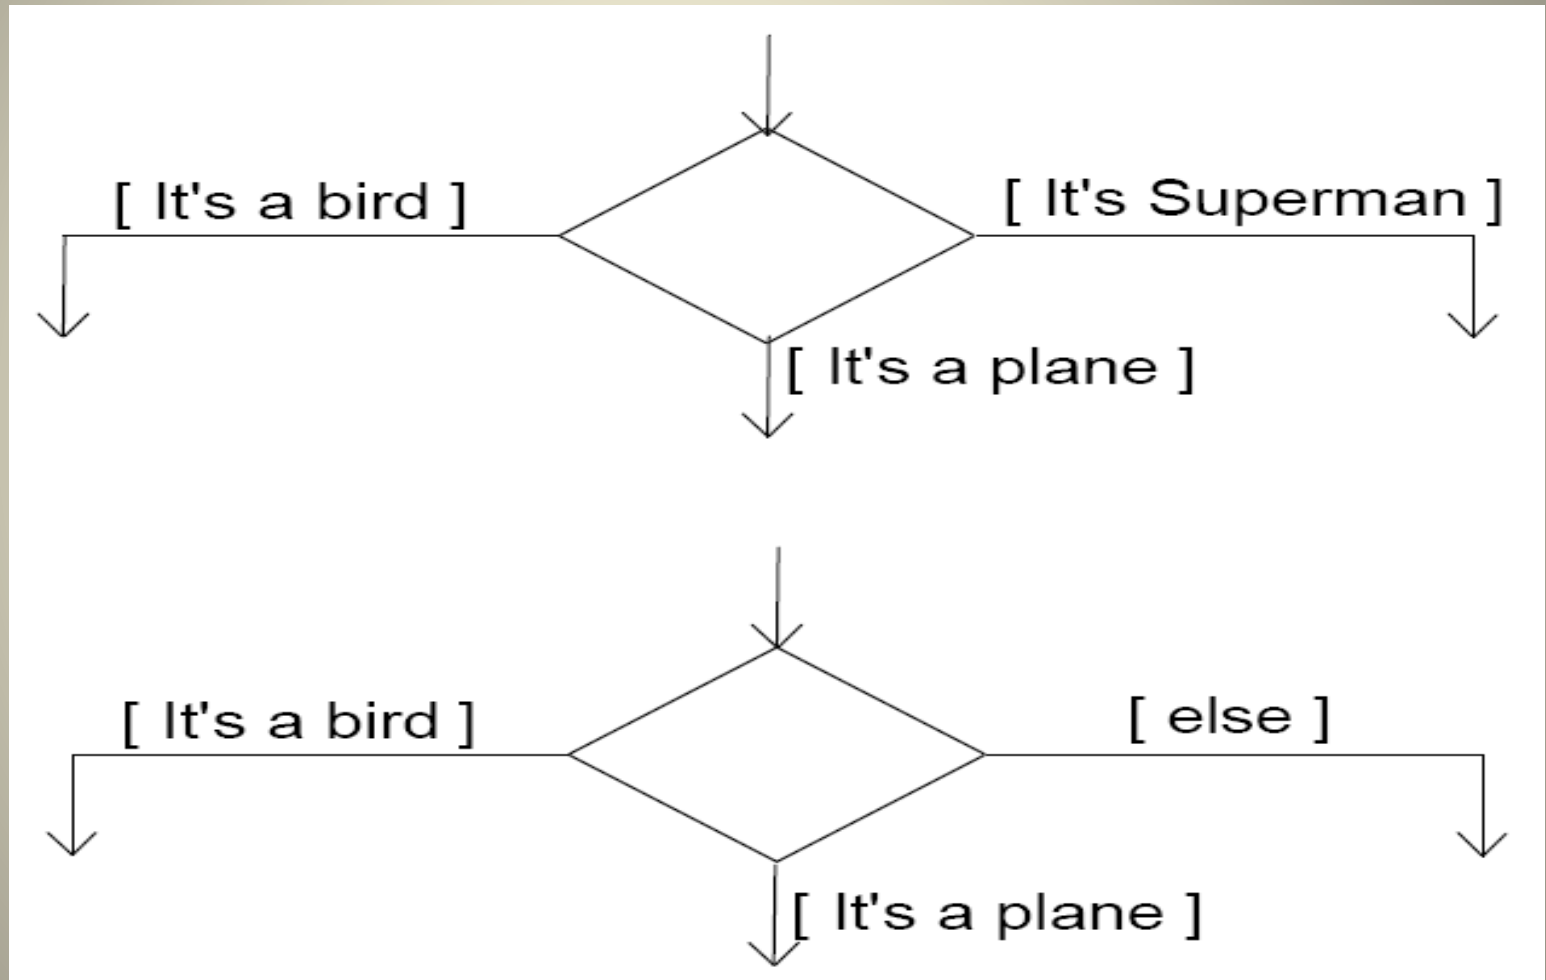 [ It's a bird ]
[ It's Superman ]
[ It's a plane ]
[ It's a bird ]
[ else ]
[ It's a plane ]